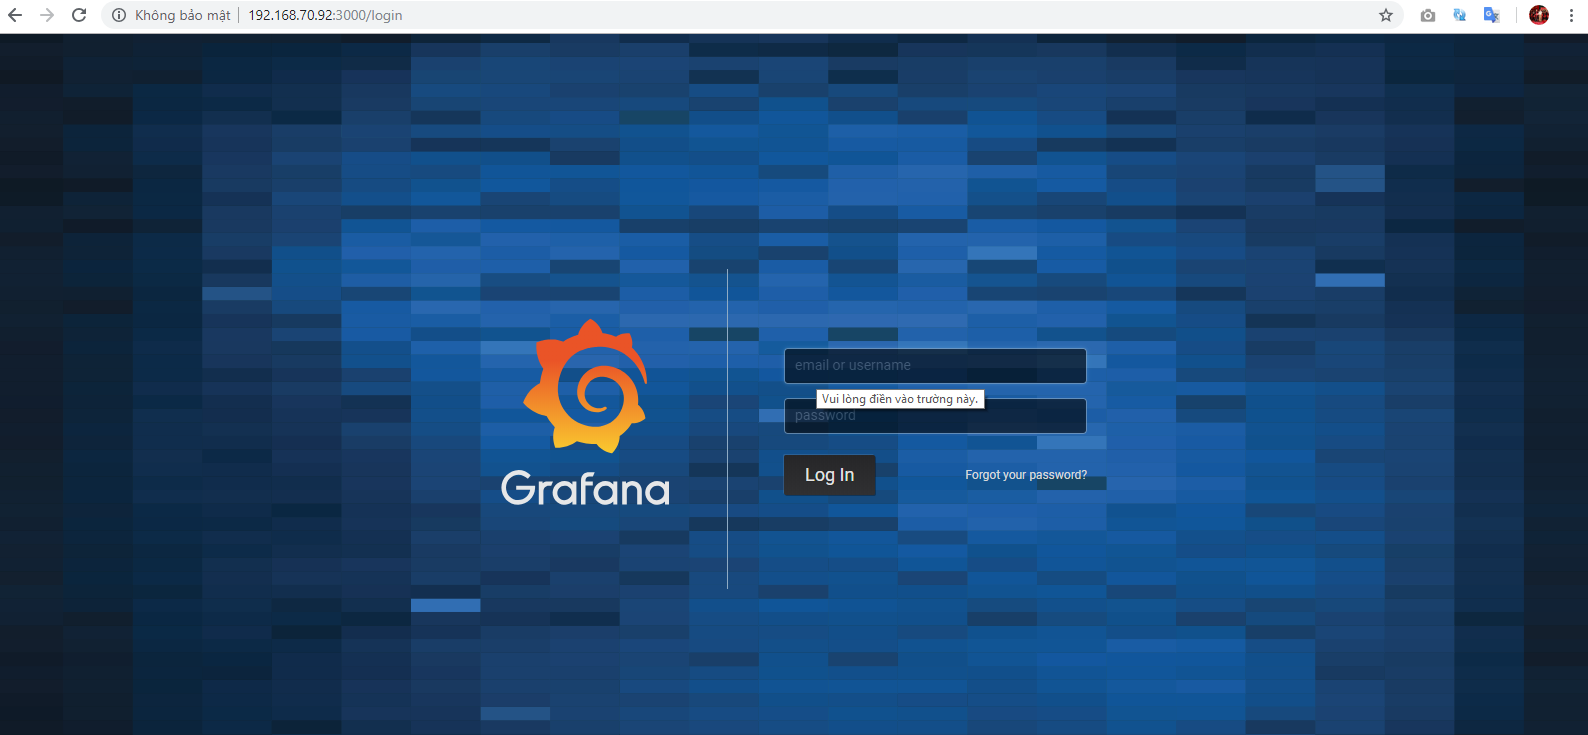 Không bảo mật
192.168.70.92:3000/login
Grafana
email or username
Vui lòng điền vào trường này.
password
Log In
Forgot your password?